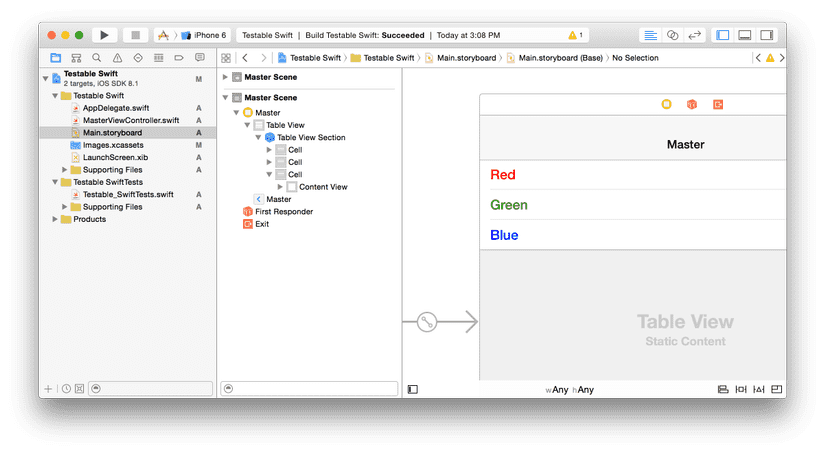 iPhone 6
Testable Swift | Build Testable Swift: Succeeded | Today at 3:08 PM
1
Testable Swift
2 targets, iOS SDK 8.1
M
Testable Swift
AppDelegate.swift A
MasterViewController.swift A
Main.storyboard A
Images.xcassets A
LaunchScreen.xib A
Supporting Files A
Testable SwiftTests
Testable_SwiftTests.swift A
Supporting Files A
Products
Testable Swift Testable Swift Main.storyboard Main.storyboard (Base) No Selection
Master Scene
Master Scene
Master
Table View
Table View Section
Cell
Cell
Cell
Content View
Master
First Responder
Exit
Master
Red
Green
Blue
Table View
Static Content
wAny hAny